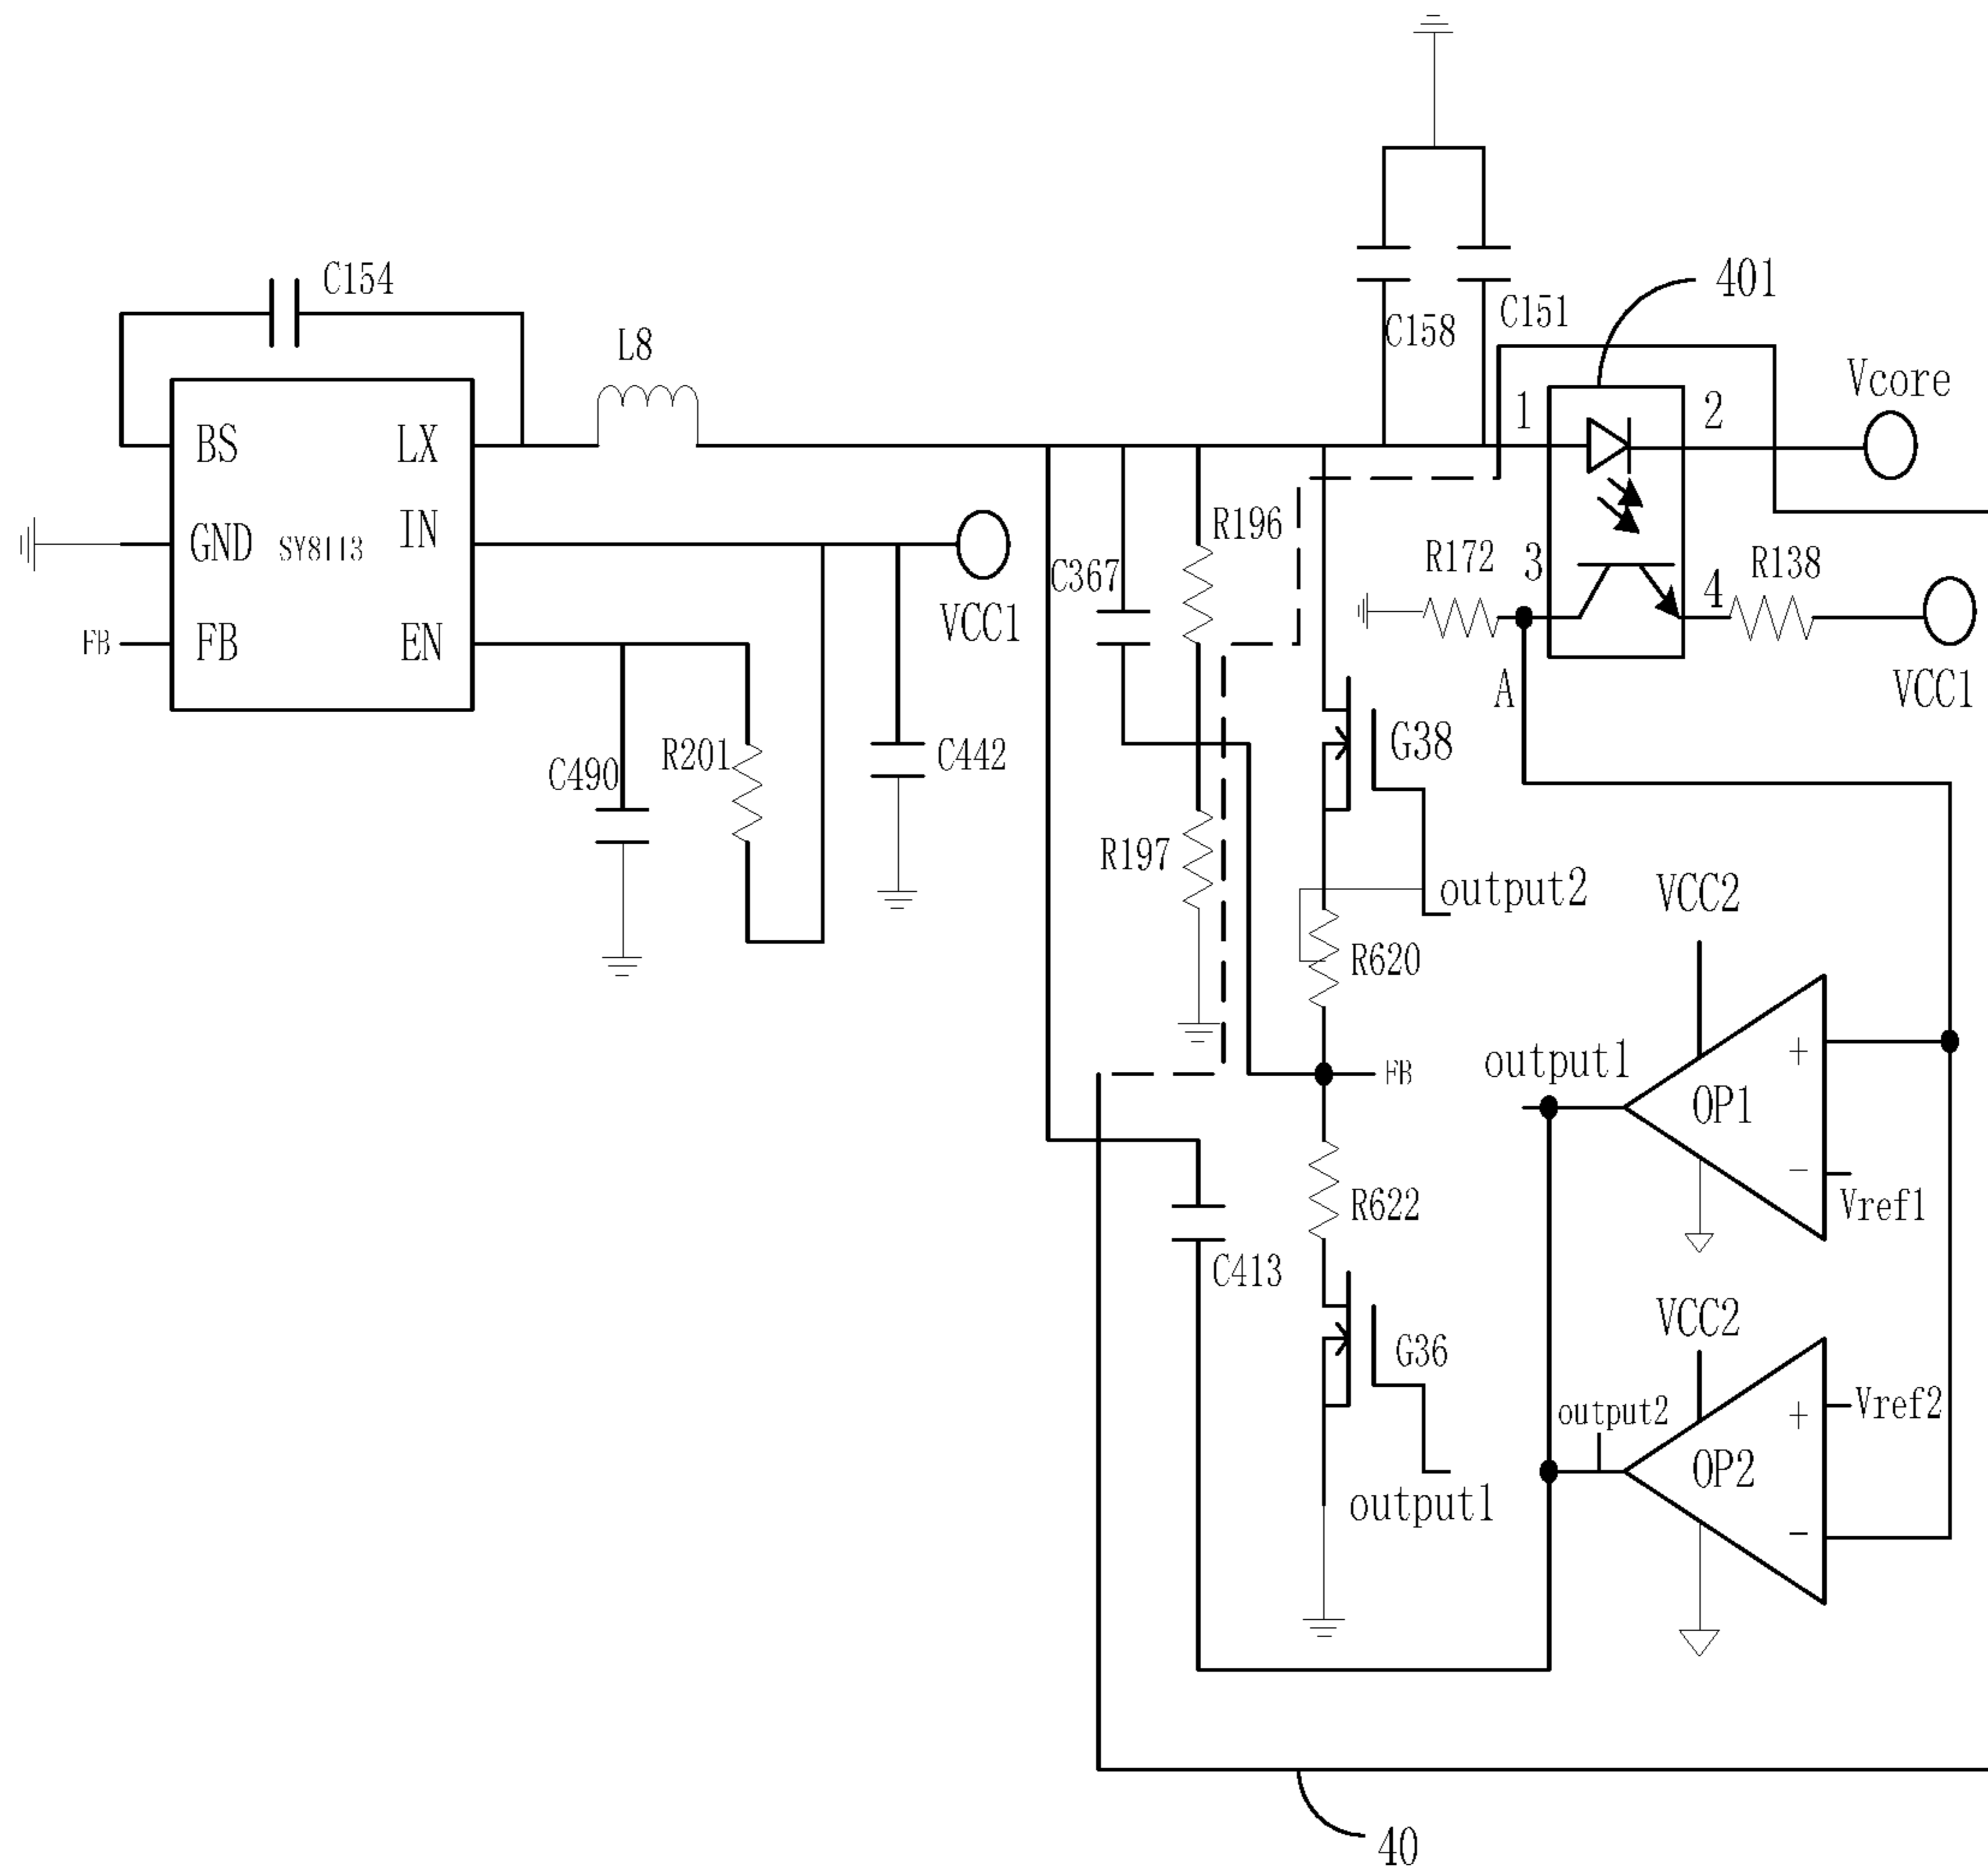 C154
L8
C158
C151
401
Vcore
1
2
BS
LX
GND
SY8113
IN
FB
FB
EN
VCC1
C367
R196
R172
3
4
R138
A
VCC1
C490
R201
C442
G38
R197
output2
R620
VCC2
FB
output1
OP1
+
−
Vref1
R622
C413
G36
output1
VCC2
output2
OP2
+
−
Vref2
40